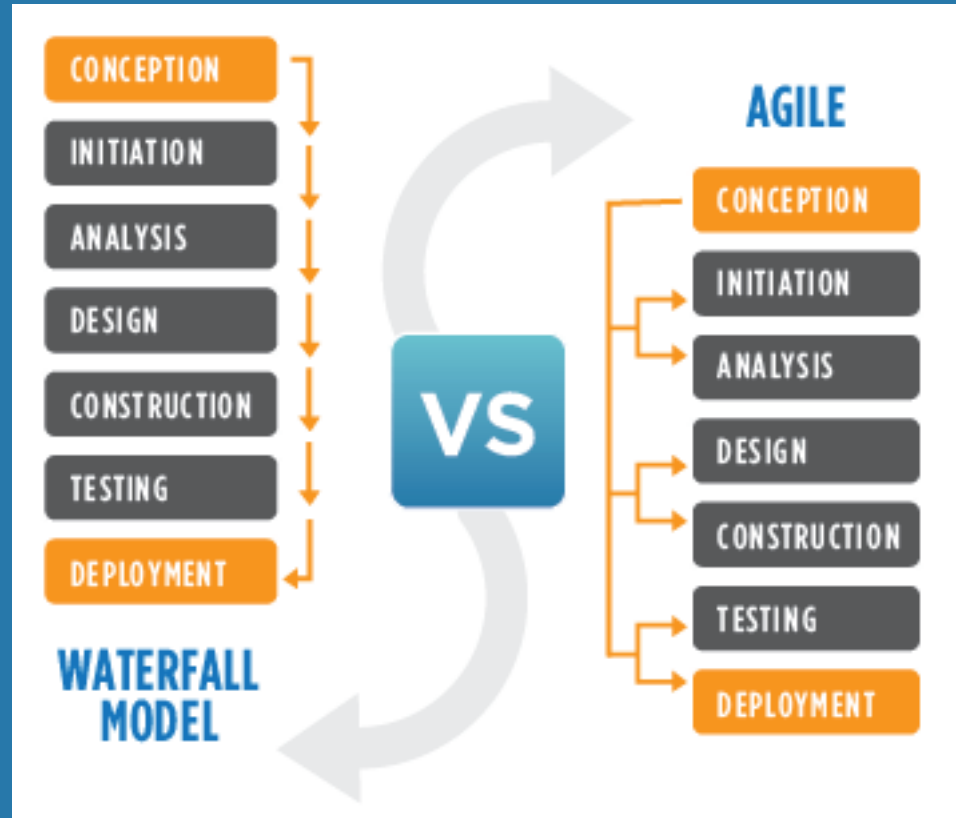 CONCEPTION
INITIATION
ANALYSIS
DESIGN
CONSTRUCTION
TESTING
DEPLOYMENT
WATERFALL
MODEL
VS
AGILE
CONCEPTION
INITIATION
ANALYSIS
DESIGN
CONSTRUCTION
TESTING
DEPLOYMENT